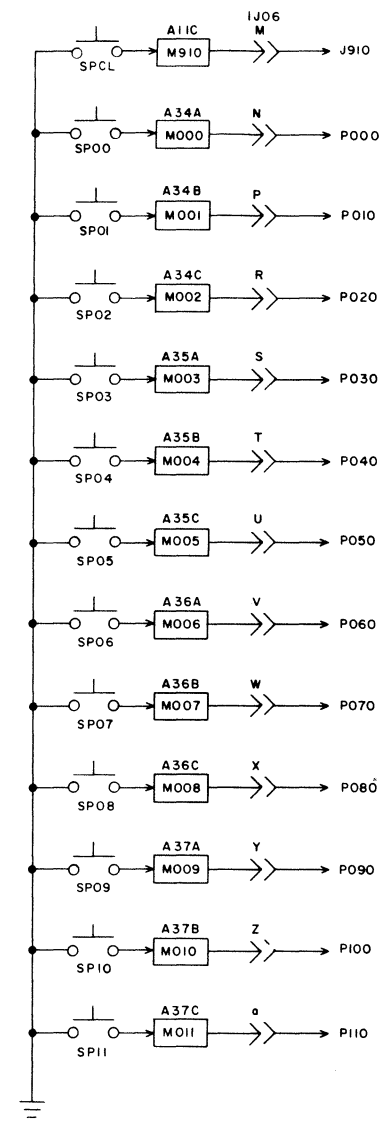 1J06
A11C M
M910 J910
SPCL
A34A N
M000 P000
SP00
A34B P
M001 P010
SP01
A34C R
M002 P020
SP02
A35A S
M003 P030
SP03
A35B T
M004 P040
SP04
A35C U
M005 P050
SP05
A36A V
M006 P060
SP06
A36B W
M007 P070
SP07
A36C X
M008 P080
SP08
A37A Y
M009 P090
SP09
A37B Z
M010 P100
SP10
A37C a
M011 P110
SP11